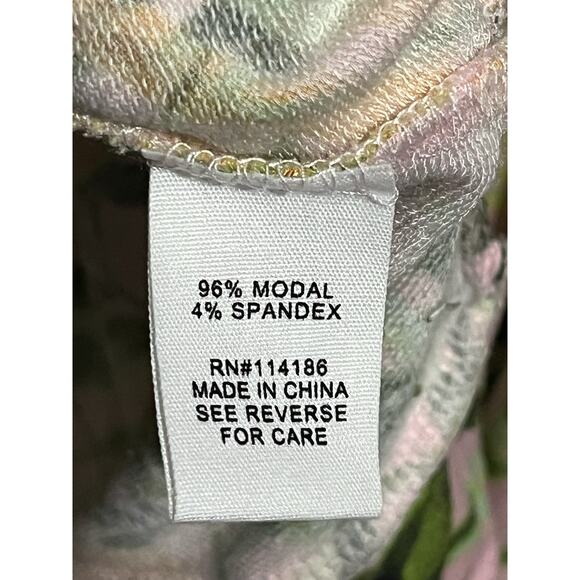 96% MODAL
4% SPANDEX
RN#114186
MADE IN CHINA
SEE REVERSE
FOR CARE